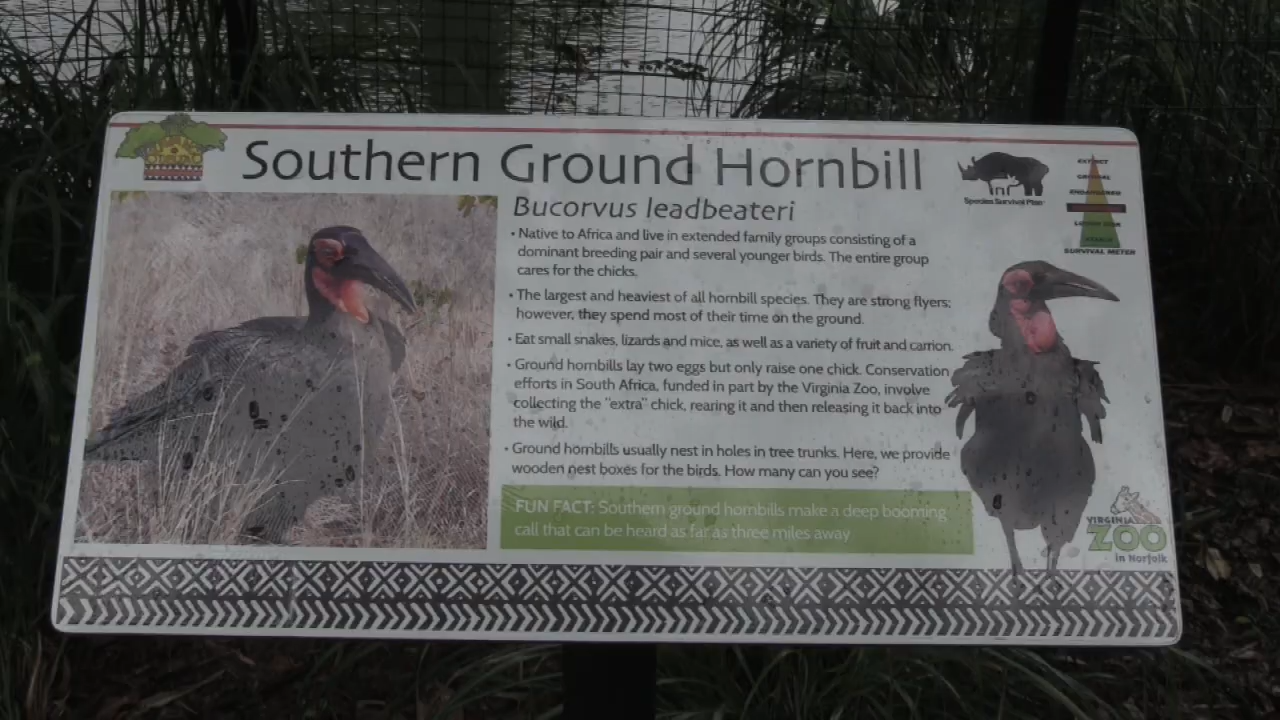 Southern Ground Hornbill
Bucorvus leadbeateri
Species Survival Plan
EXTINCT
CRITICAL
ENDANGERED
LOWER RISK
STABLE
SURVIVAL METER
• Native to Africa and live in extended family groups consisting of a
dominant breeding pair and several younger birds. The entire group
cares for the chicks.
• The largest and heaviest of all hornbill species. They are strong flyers;
however, they spend most of their time on the ground.
• Eat small snakes, lizards and mice, as well as a variety of fruit and carrion.
• Ground hornbills lay two eggs but only raise one chick. Conservation
efforts in South Africa, funded in part by the Virginia Zoo, involve
collecting the "extra" chick, rearing it and then releasing it back into
the wild.
• Ground hornbills usually nest in holes in tree trunks. Here, we provide
wooden nest boxes for the birds. How many can you see?
FUN FACT: Southern ground hornbills make a deep booming
call that can be heard as far as three miles away
VIRGINIA
ZOO
in Norfolk